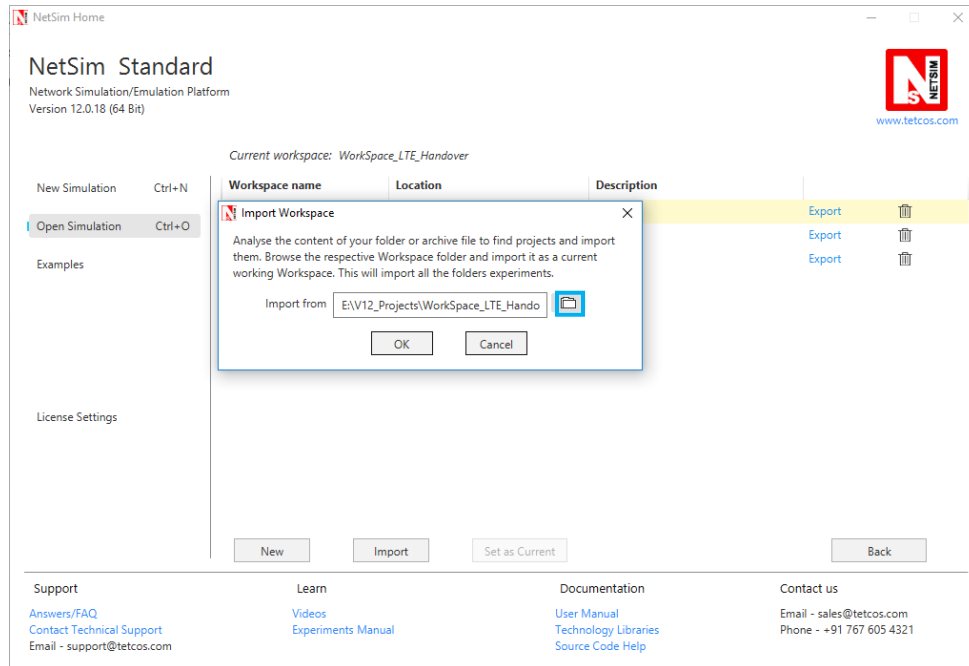 NetSim Home
NetSim Standard
Network Simulation/Emulation Platform
Version 12.0.18 (64 Bit)
NETSIM
www.tetcos.com
Current workspace: WorkSpace_LTE_Handover
New Simulation Ctrl+N
Open Simulation Ctrl+O
Examples
License Settings
Workspace name Location Description
Export
Export
Export
Import Workspace
Analyse the content of your folder or archive file to find projects and import
them. Browse the respective Workspace folder and import it as a current
working Workspace. This will import all the folders experiments.
Import from E:\V12_Projects\WorkSpace_LTE_Hando
OK Cancel
New Import Set as Current Back
Support
Answers/FAQ
Contact Technical Support
Email - support@tetcos.com
Learn
Videos
Experiments Manual
Documentation
User Manual
Technology Libraries
Source Code Help
Contact us
Email - sales@tetcos.com
Phone - +91 767 605 4321